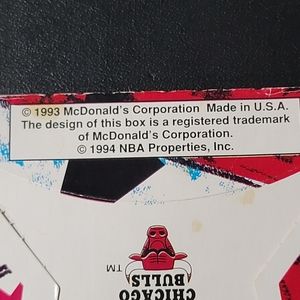 © 1993 McDonald's Corporation Made in U.S.A.
The design of this box is a registered trademark
of McDonald's Corporation.
© 1994 NBA Properties, Inc.
TM
CHICAGO
BULLS